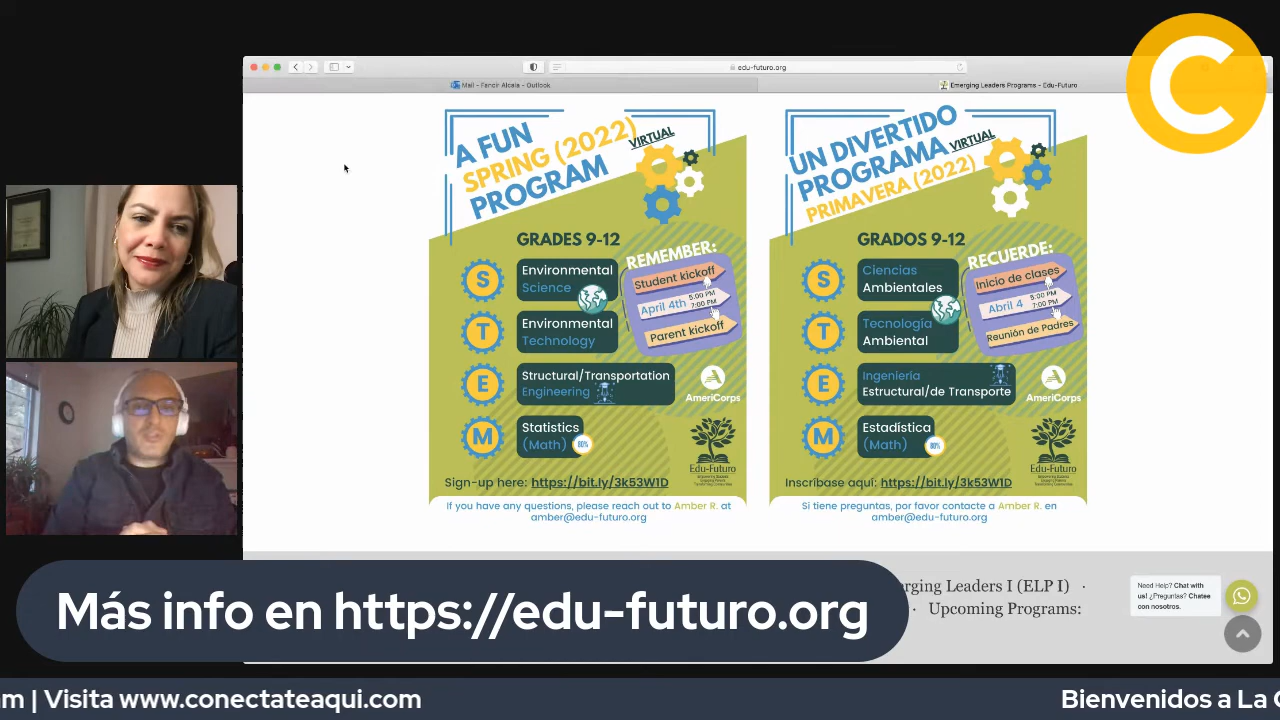 edu-futuro.org
Mail - Fancir Alcala - Outlook
Emerging Leaders Programs - Edu-Futuro
C
A FUN
SPRING (2022)
PROGRAM
VIRTUAL
GRADES 9-12
REMEMBER:
Student kickoff
April 4th
5:00 PM
7:00 PM
Parent kickoff
S
Environmental
Science
T
Environmental
Technology
E
Structural/Transportation
Engineering
M
Statistics
(Math)
80%
AmeriCorps
Edu-Futuro
Sign-up here: https://bit.ly/3k53W1D
If you have any questions, please reach out to Amber R. at
amber@edu-futuro.org
UN DIVERTIDO
PROGRAMA
PRIMAVERA (2022)
VIRTUAL
GRADOS 9-12
RECUERDE:
Inicio de clases
Abril 4
5:00 PM
7:00 PM
Reunión de Padres
S
Ciencias
Ambientales
T
Tecnología
Ambiental
E
Ingeniería
Estructural/de Transporte
M
Estadística
(Math)
80%
AmeriCorps
Edu-Futuro
Inscríbase aquí: https://bit.ly/3k53W1D
Si tiene preguntas, por favor contacte a Amber R. en
amber@edu-futuro.org
erging Leaders I (ELP I) ·
· Upcoming Programs:
Need Help? Chat with
us! ¿Preguntas? Chatee
con nosotros.
Más info en https://edu-futuro.org
am | Visita www.conectateaqui.com
Bienvenidos a La